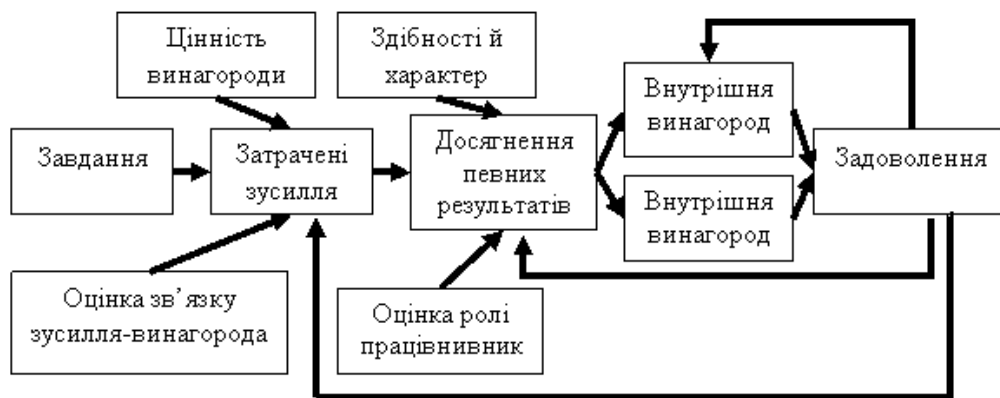 Цінність
винагороди
Здібності й
характер
Внутрішня
винагород
Завдання
Затрачені
зусилля
Досягнення
певних
результатів
Задоволення
Внутрішня
винагород
Оцінка зв’язку
зусилля-винагорода
Оцінка ролі
працівнивник